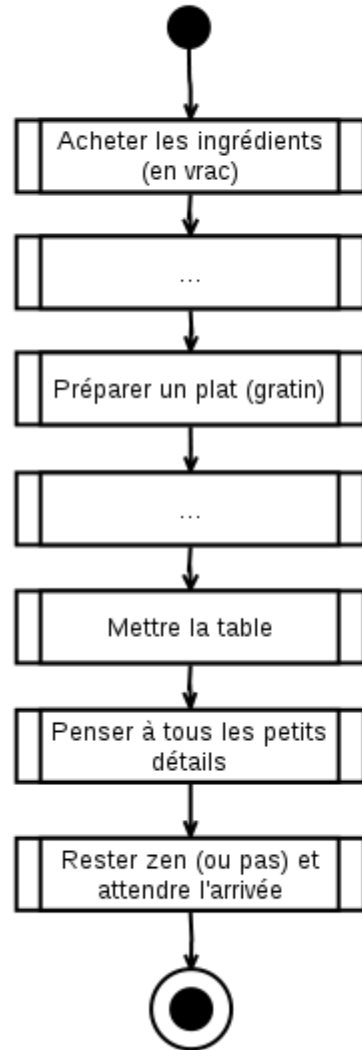 Acheter les ingrédients
(en vrac)
...
Préparer un plat (gratin)
...
Mettre la table
Penser à tous les petits
détails
Rester zen (ou pas) et
attendre l'arrivée